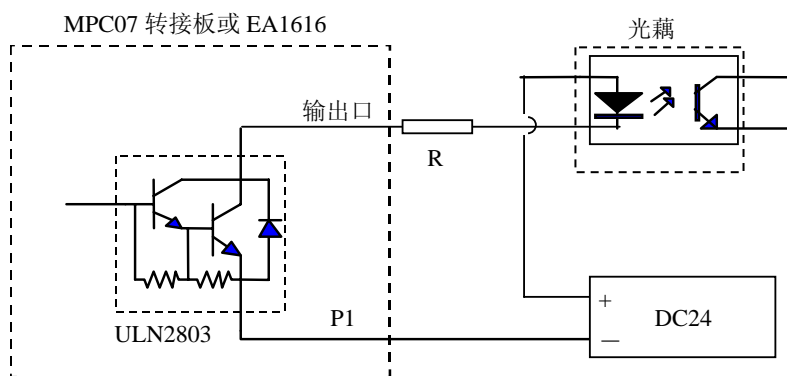 MPC07 转接板或 EA1616
光藕
输出口
R
+
DC24
－
P1
ULN2803